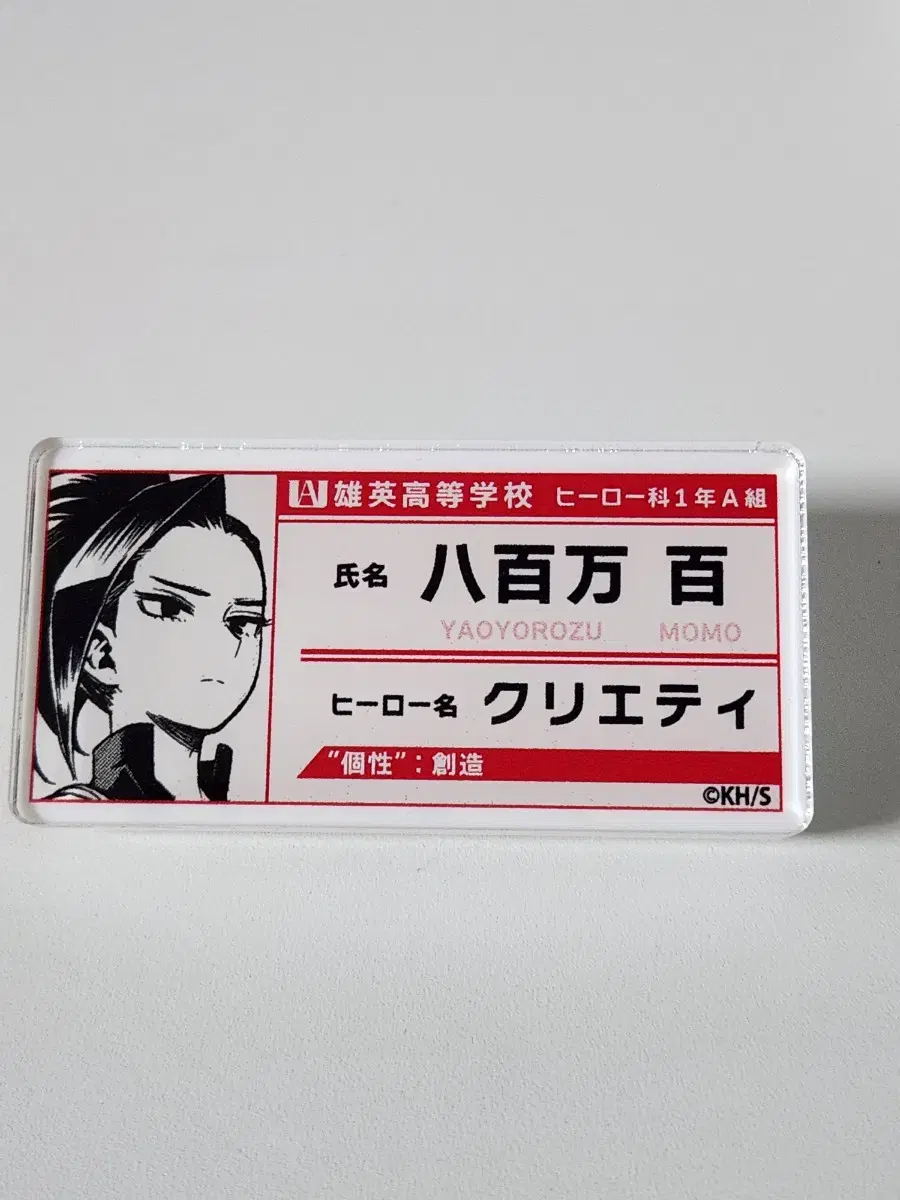 UA 雄英高等学校 ヒーロー科1年A組
氏名 八百万 百
YAOYOROZU MOMO
ヒーロー名 クリエティ
“個性”:創造
©KH/S